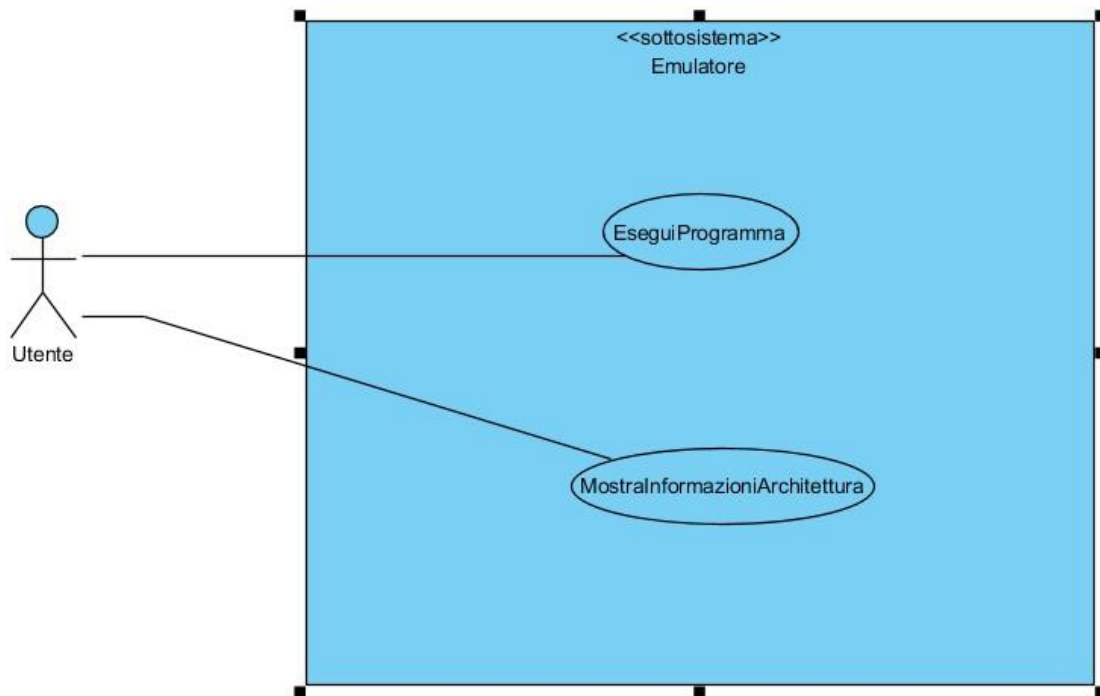 <<sottosistema>>
Emulatore
EseguiProgramma
Utente
MostraInformazioniArchitettura